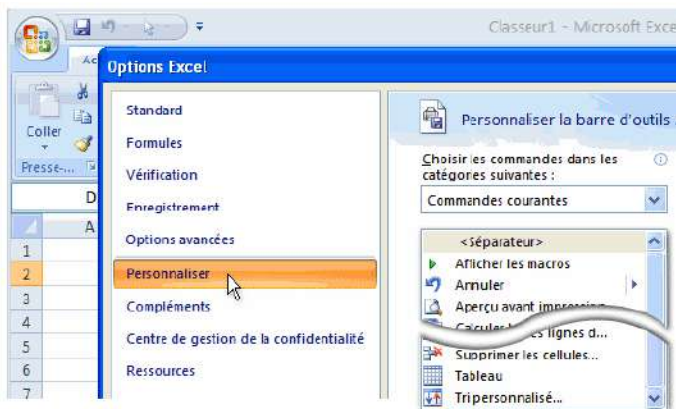 Classeur1 - Microsoft Exce
Ac
Options Excel
Coller
Presse-...
D
A
1
2
3
4
5
6
7
Standard
Formules
Vérification
Enregistrement
Options avancées
Personnaliser
Compléments
Centre de gestion de la confidentialité
Ressources
Personnaliser la barre d'outils
Choisir les commandes dans les
catégories suivantes :
Commandes courantes
<Séparateur>
Afficher les macros
Annuler
Aperçu avant impression
lignes d...
Supprimer les cellules...
Tableau
Tri personnalisé...